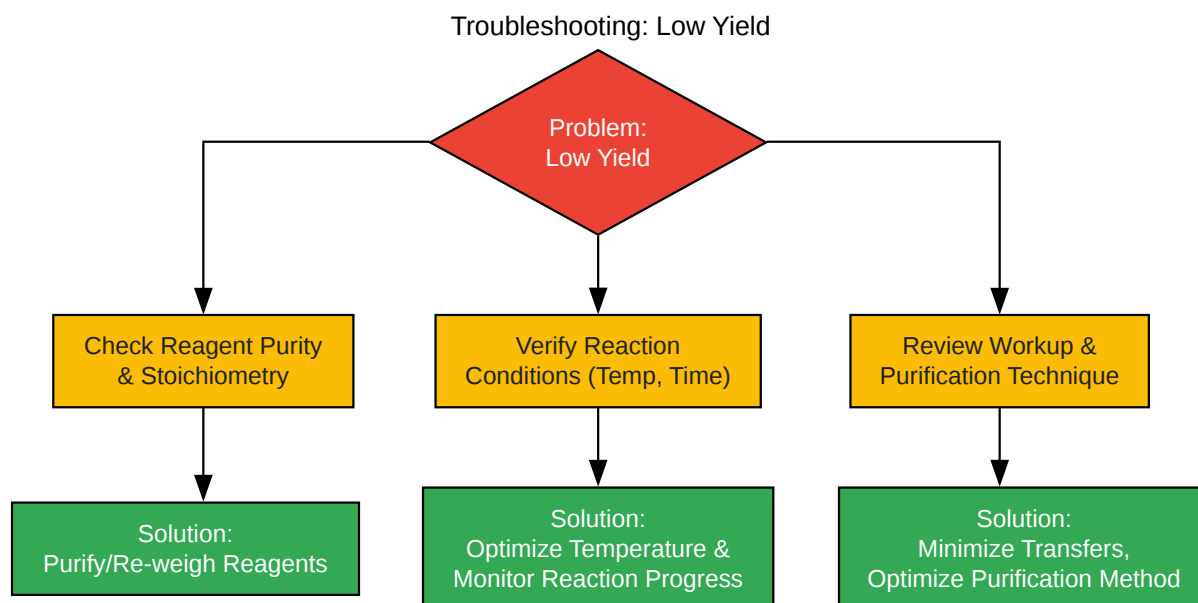 Troubleshooting: Low Yield
Problem:
Low Yield
Check Reagent Purity
& Stoichiometry
Verify Reaction
Conditions (Temp, Time)
Review Workup &
Purification Technique
Solution:
Purify/Re-weigh Reagents
Solution:
Optimize Temperature &
Monitor Reaction Progress
Solution:
Minimize Transfers,
Optimize Purification Method